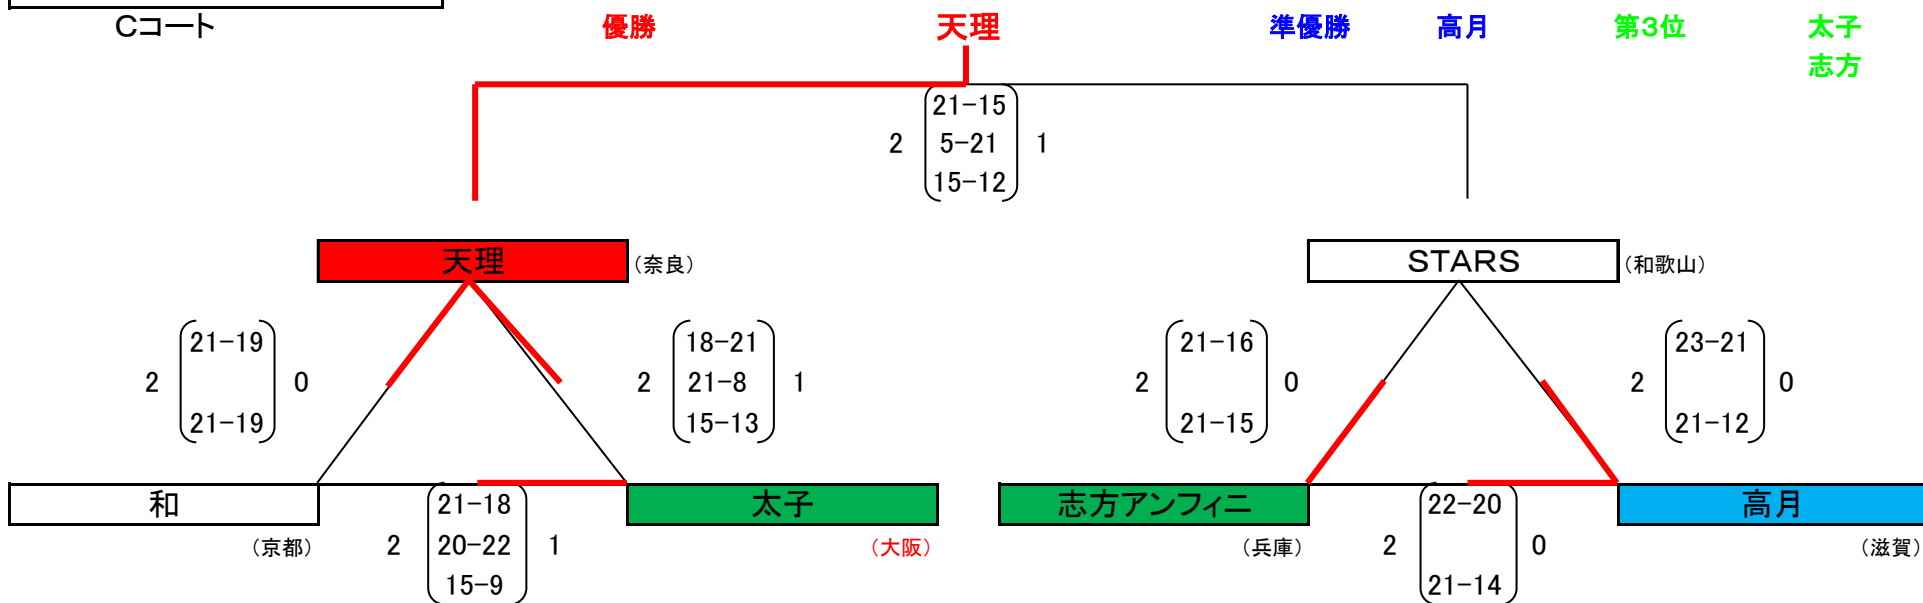 Cコート 優勝 天理 準優勝 高月 第3位 太子
志方
21-15
2 5-21 1
15-12
天理 (奈良) STARS (和歌山)
21-19 18-21 21-16 23-21
2 0 2 21-8 1 2 0 2 0
21-19 15-13 21-15 21-12
和 21-18 太子 志方アンフィニ 22-20 高月
(京都) 2 20-22 1 (大阪) (兵庫) 2 0 (滋賀)
15-9 21-14